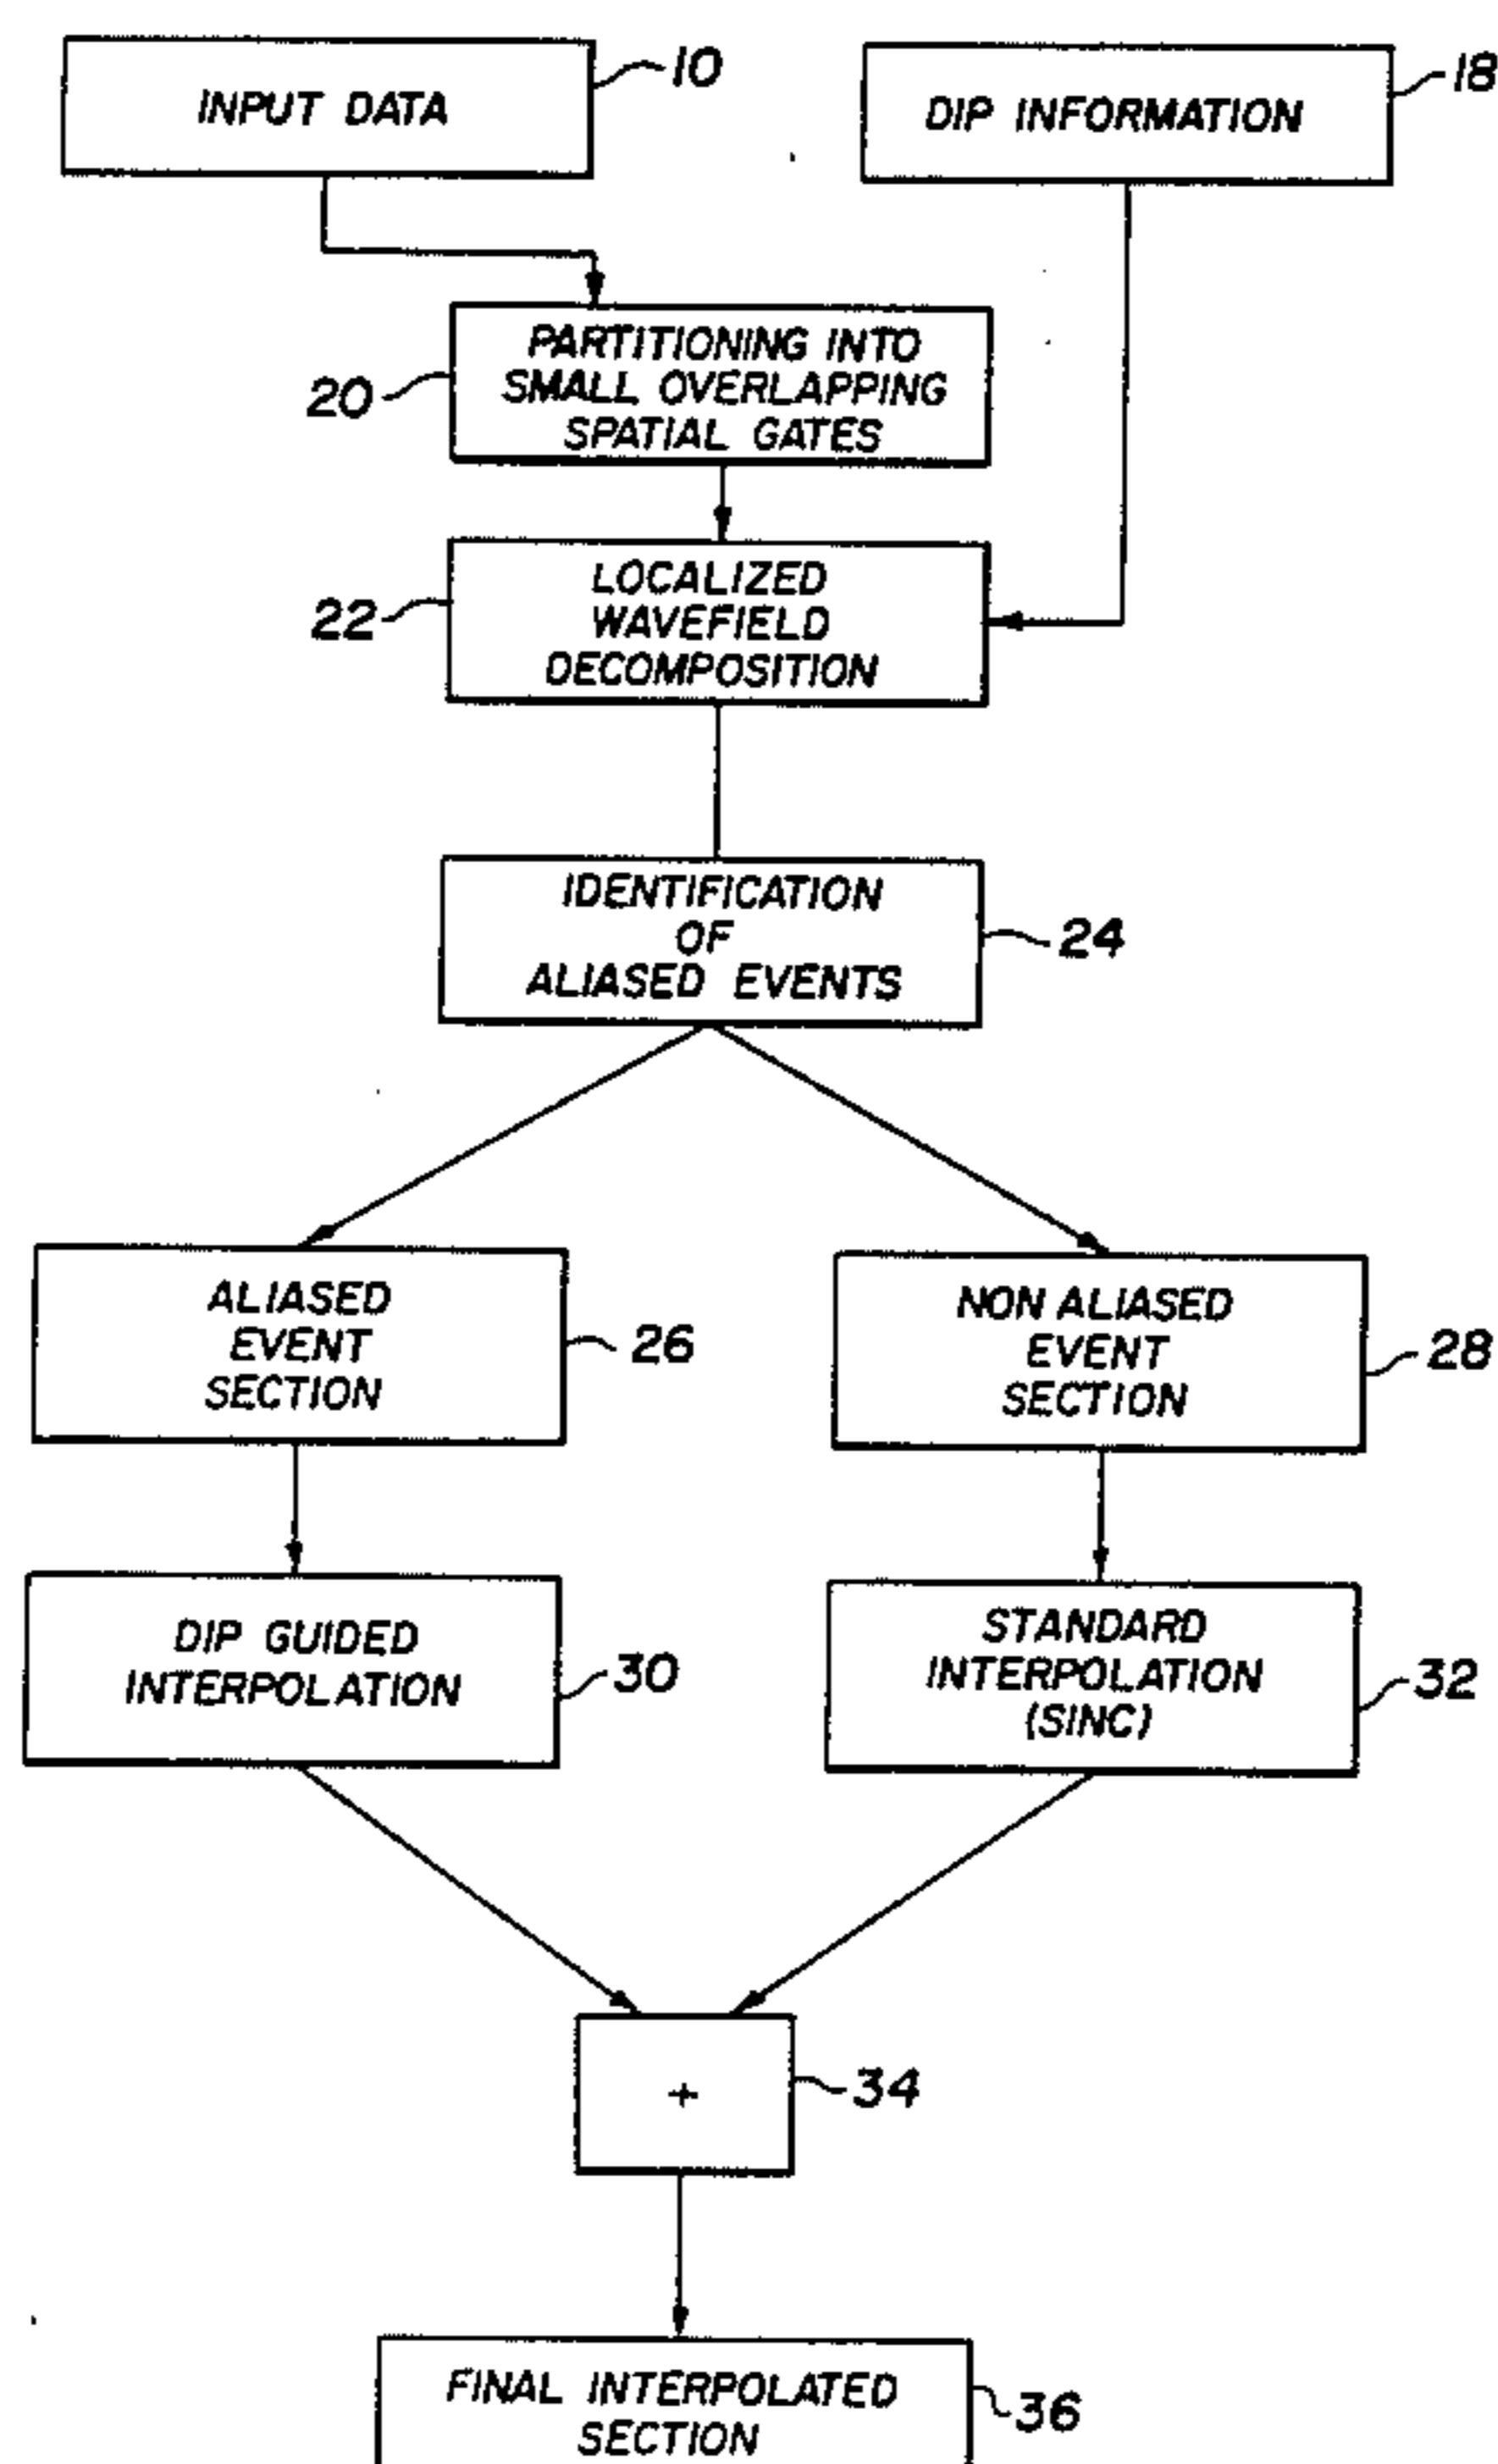 INPUT DATA
10
DIP INFORMATION
18
PARTITIONING INTO
SMALL OVERLAPPING
SPATIAL GATES
20
LOCALIZED
WAVEFIELD
DECOMPOSITION
22
IDENTIFICATION
OF
ALIASED EVENTS
24
ALIASED
EVENT
SECTION
26
NON ALIASED
EVENT
SECTION
28
DIP GUIDED
INTERPOLATION
30
STANDARD
INTERPOLATION
(SINC)
32
+
34
FINAL INTERPOLATED
SECTION
36